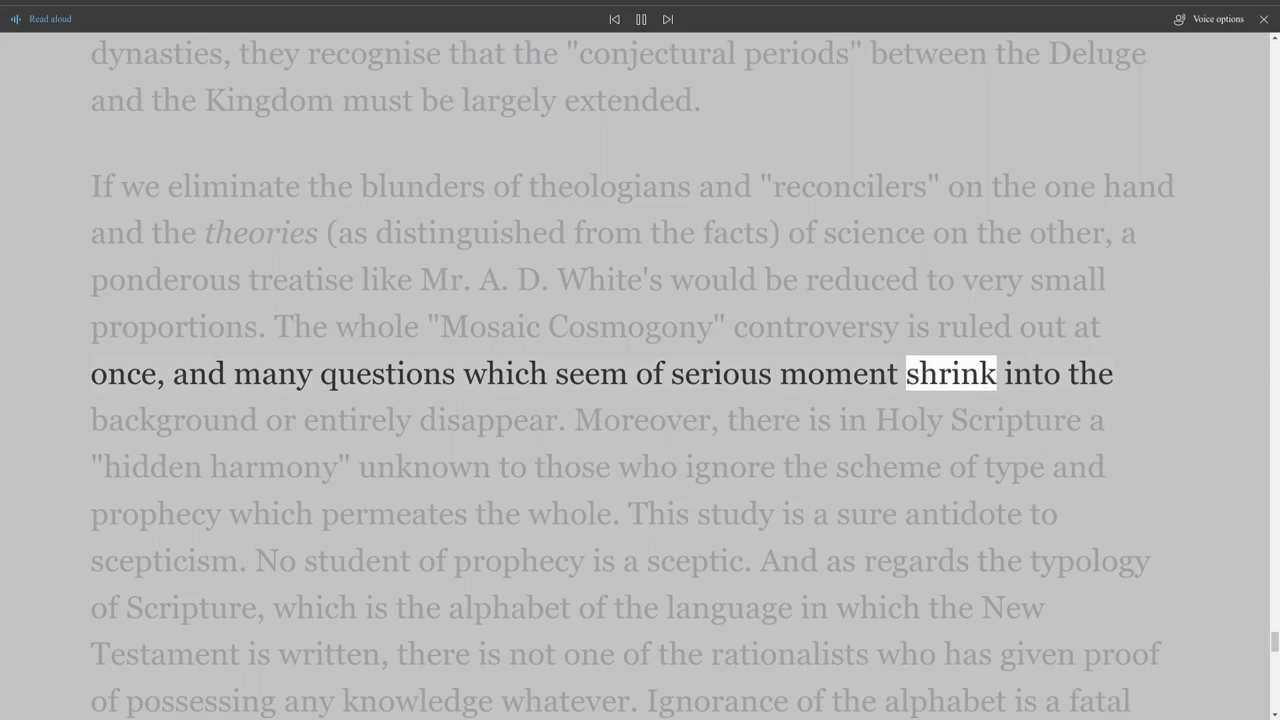 Read aloud
Voice options
dynasties, they recognise that the "conjectural periods" between the Deluge
and the Kingdom must be largely extended.
If we eliminate the blunders of theologians and "reconcilers" on the one hand
and the theories (as distinguished from the facts) of science on the other, a
ponderous treatise like Mr. A. D. White's would be reduced to very small
proportions. The whole "Mosaic Cosmogony" controversy is ruled out at
once, and many questions which seem of serious moment shrink into the
background or entirely disappear. Moreover, there is in Holy Scripture a
"hidden harmony" unknown to those who ignore the scheme of type and
prophecy which permeates the whole. This study is a sure antidote to
scepticism. No student of prophecy is a sceptic. And as regards the typology
of Scripture, which is the alphabet of the language in which the New
Testament is written, there is not one of the rationalists who has given proof
of possessing any knowledge whatever. Ignorance of the alphabet is a fatal